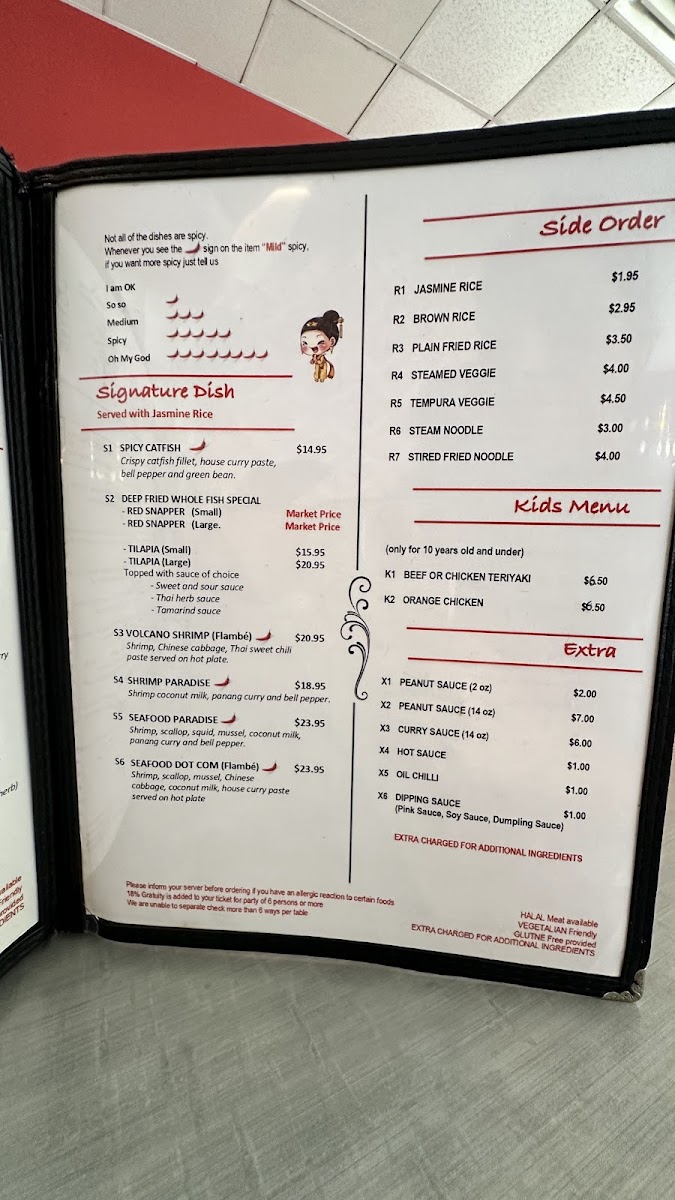 Not all of the dishes are spicy.
Whenever you see the sign on the item "Mild" spicy,
if you want more spicy just tell us
I am OK
So so
Medium
Spicy
Oh My God
Signature Dish
Served with Jasmine Rice
S1 SPICY CATFISH $14.95
Crispy catfish fillet, house curry paste,
bell pepper and green bean.
S2 DEEP FRIED WHOLE FISH SPECIAL
- RED SNAPPER (Small) Market Price
- RED SNAPPER (Large. Market Price
- TILAPIA (Small) $15.95
- TILAPIA (Large) $20.95
Topped with sauce of choice
- Sweet and sour sauce
- Thai herb sauce
- Tamarind sauce
S3 VOLCANO SHRIMP (Flambé) $20.95
Shrimp, Chinese cabbage, Thai sweet chili
paste served on hot plate.
S4 SHRIMP PARADISE $18.95
Shrimp coconut milk, panang curry and bell pepper.
S5 SEAFOOD PARADISE $23.95
Shrimp, scallop, squid, mussel, coconut milk,
panang curry and bell pepper.
S6 SEAFOOD DOT COM (Flambé) $23.95
Shrimp, scallop, mussel, Chinese
cabbage, coconut milk, house curry paste
served on hot plate
Side Order
R1 JASMINE RICE $1.95
R2 BROWN RICE $2.95
R3 PLAIN FRIED RICE $3.50
R4 STEAMED VEGGIE $4.00
R5 TEMPURA VEGGIE $4.50
R6 STEAM NOODLE $3.00
R7 STIRED FRIED NOODLE $4.00
Kids Menu
(only for 10 years old and under)
K1 BEEF OR CHICKEN TERIYAKI $6.50
K2 ORANGE CHICKEN $6.50
Extra
X1 PEANUT SAUCE (2 oz) $2.00
X2 PEANUT SAUCE (14 oz) $7.00
X3 CURRY SAUCE (14 oz) $6.00
X4 HOT SAUCE $1.00
X5 OIL CHILLI $1.00
X6 DIPPING SAUCE $1.00
(Pink Sauce, Soy Sauce, Dumpling Sauce)
EXTRA CHARGED FOR ADDITIONAL INGREDIENTS
Please inform your server before ordering if you have an allergic reaction to certain foods
18% Gratuity is added to your ticket for party of 6 persons or more
We are unable to separate check more than 6 ways per table
HALAL Meat available
VEGETALIAN Friendly
GLUTNE Free provided
EXTRA CHARGED FOR ADDITIONAL INGREDIENTS